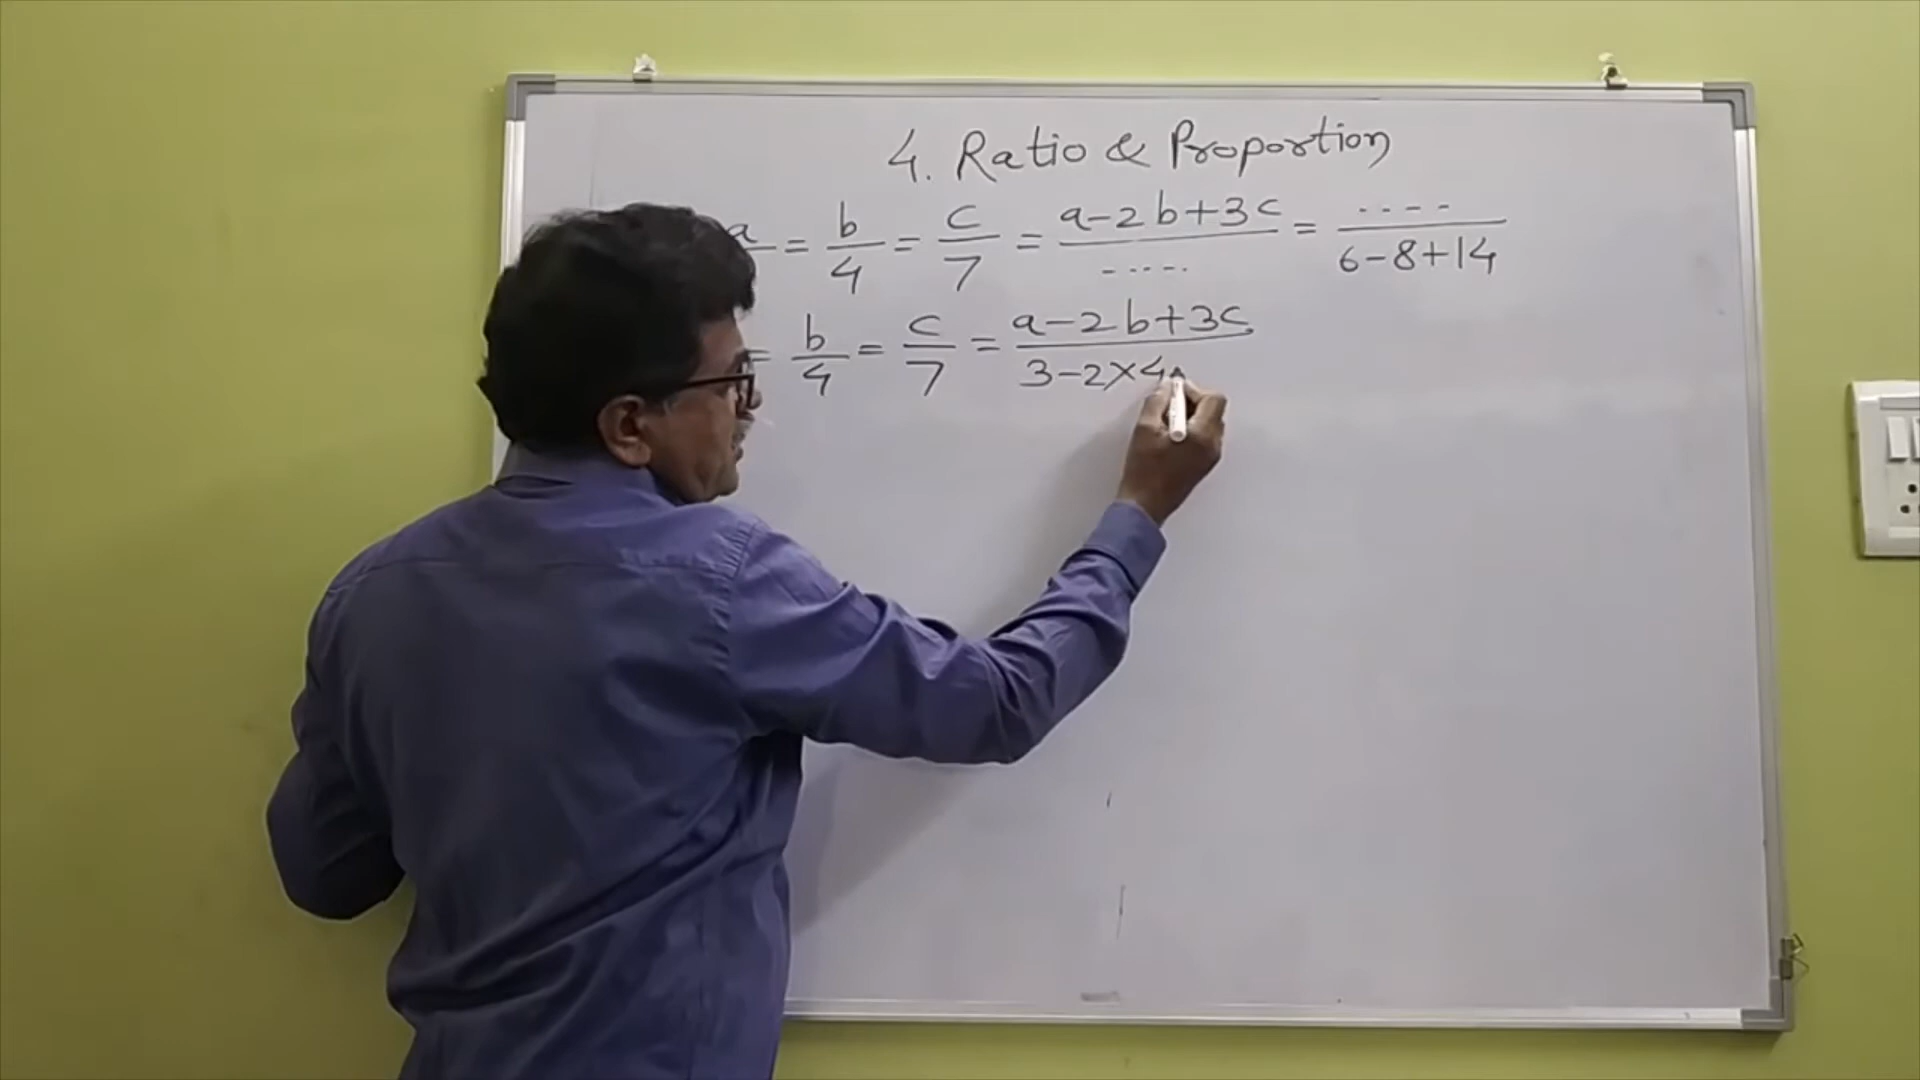 4. Ratio & Proportion
a = b/4 = c/7 = a-2b+3c/..... = ..../6-8+14
= b/4 = c/7 = a-2b+3c/3-2×4